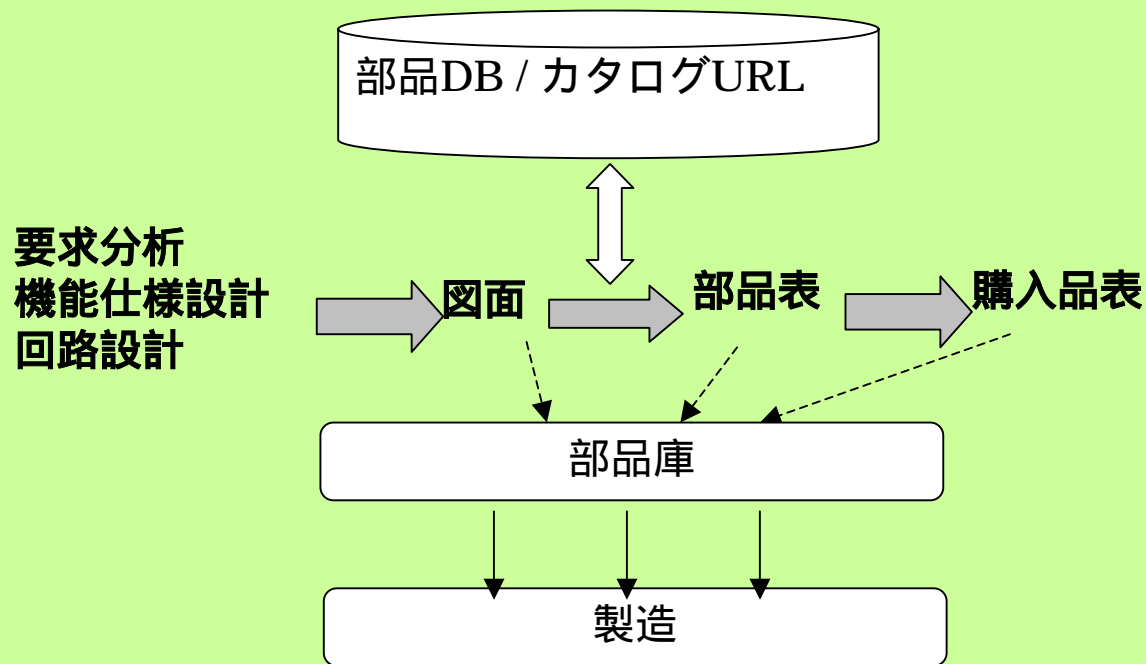 部品DB / カタログURL
要求分析
機能仕様設計
回路設計
図面
部品表
購入品表
部品庫
製造